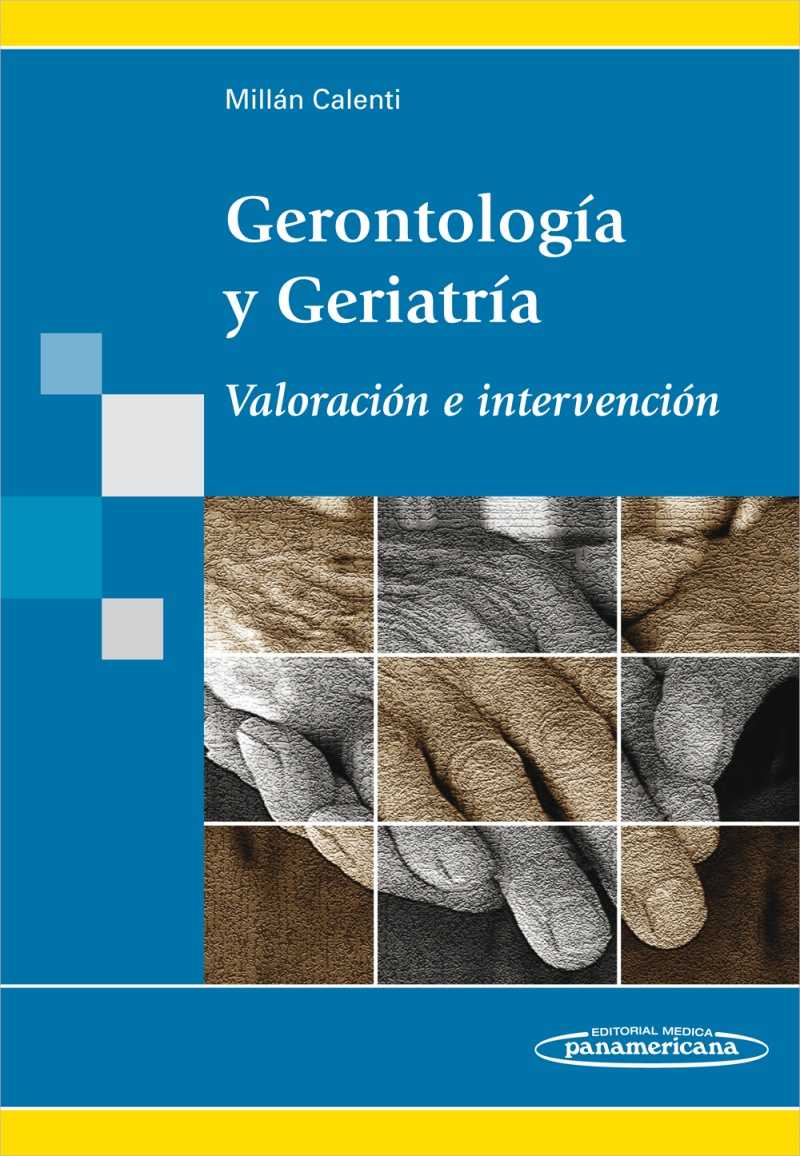 Millán Calenti
Gerontología
y Geriatría
Valoración e intervención
EDITORIAL MEDICA
panamericana